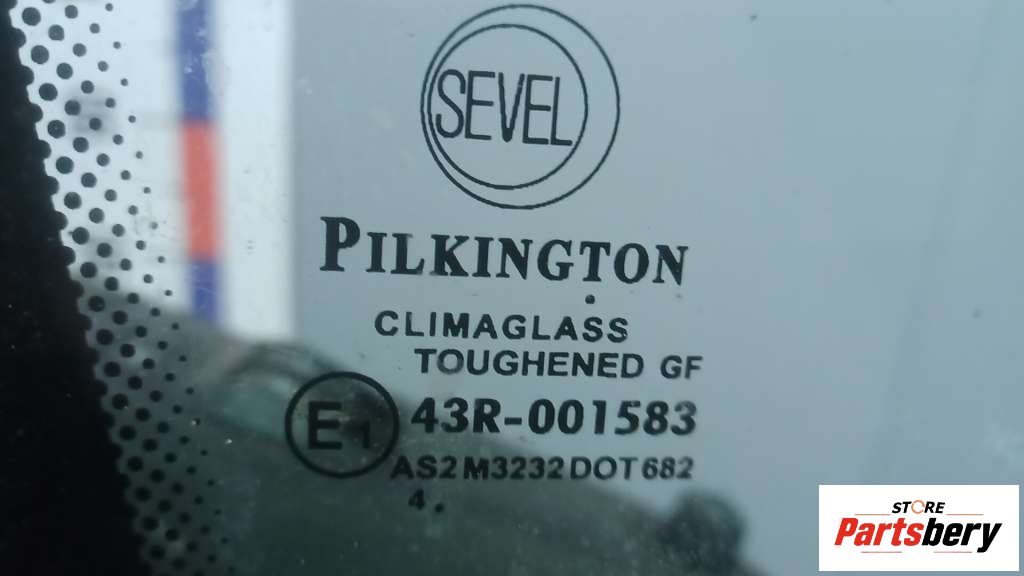 SEVEL
PILKINGTON
CLIMAGLASS
TOUGHENED GF
E1 43R-001583
AS2 M3232 DOT 682
4 .
STORE
Partsbery